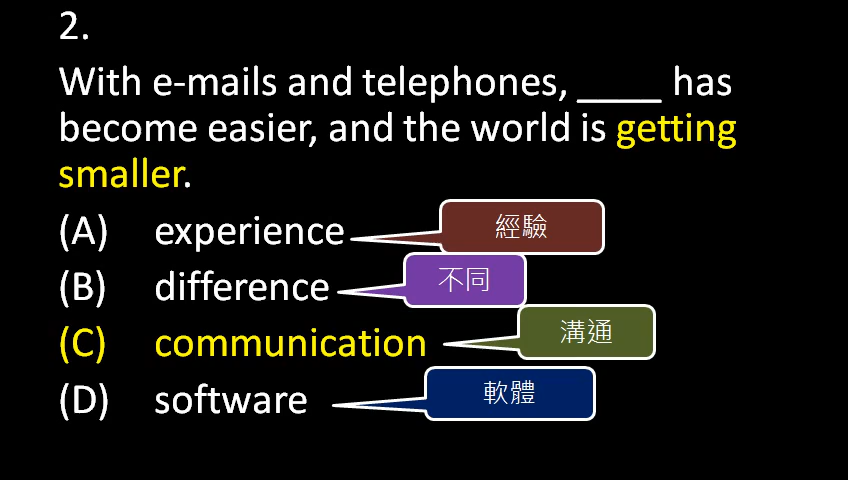 2.
With e-mails and telephones, ____ has
become easier, and the world is getting
smaller.
(A) experience 經驗
(B) difference 不同
(C) communication 溝通
(D) software 軟體